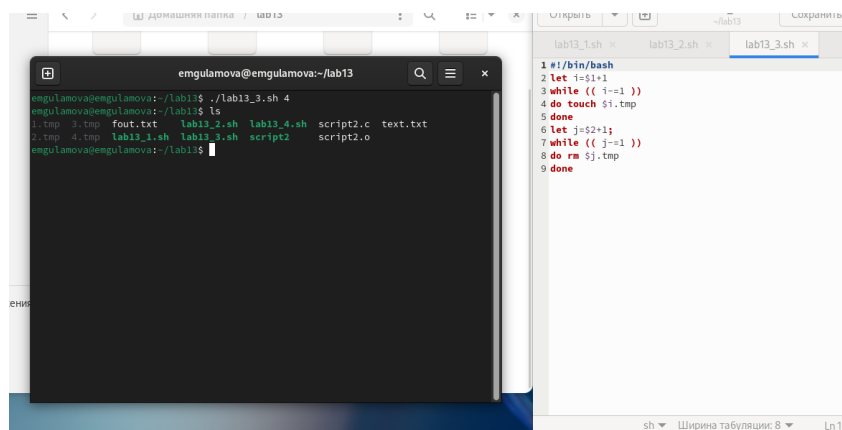 Домашняя папка / lab13
Открыть
~/lab13
Сохранить
lab13_1.sh ×
lab13_2.sh ×
lab13_3.sh ×
emgulamova@emgulamova:~/lab13
emgulamova@emgulamova:~/lab13$ ./lab13_3.sh 4
emgulamova@emgulamova:~/lab13$ ls
1.tmp 3.tmp fout.txt lab13_2.sh lab13_4.sh script2.c text.txt
2.tmp 4.tmp lab13_1.sh lab13_3.sh script2 script2.o
emgulamova@emgulamova:~/lab13$
1 #!/bin/bash
2 let i=$1+1
3 while (( i-=1 ))
4 do touch $i.tmp
5 done
6 let j=$2+1;
7 while (( j-=1 ))
8 do rm $j.tmp
9 done
ения
sh
Ширина табуляции: 8
Ln 1